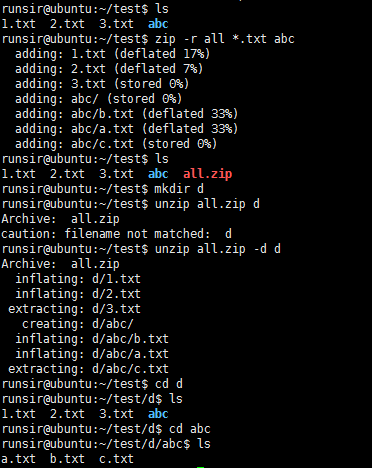 runsir@ubuntu:~/test$ ls
1.txt  2.txt  3.txt  abc
runsir@ubuntu:~/test$ zip -r all *.txt abc
  adding: 1.txt (deflated 17%)
  adding: 2.txt (deflated 7%)
  adding: 3.txt (stored 0%)
  adding: abc/ (stored 0%)
  adding: abc/b.txt (deflated 33%)
  adding: abc/a.txt (deflated 33%)
  adding: abc/c.txt (stored 0%)
runsir@ubuntu:~/test$ ls
1.txt  2.txt  3.txt  abc  all.zip
runsir@ubuntu:~/test$ mkdir d
runsir@ubuntu:~/test$ unzip all.zip d
Archive:  all.zip
caution: filename not matched:  d
runsir@ubuntu:~/test$ unzip all.zip -d d
Archive:  all.zip
  inflating: d/1.txt
  inflating: d/2.txt
 extracting: d/3.txt
   creating: d/abc/
  inflating: d/abc/b.txt
  inflating: d/abc/a.txt
 extracting: d/abc/c.txt
runsir@ubuntu:~/test$ cd d
runsir@ubuntu:~/test/d$ ls
1.txt  2.txt  3.txt  abc
runsir@ubuntu:~/test/d$ cd abc
runsir@ubuntu:~/test/d/abc$ ls
a.txt  b.txt  c.txt